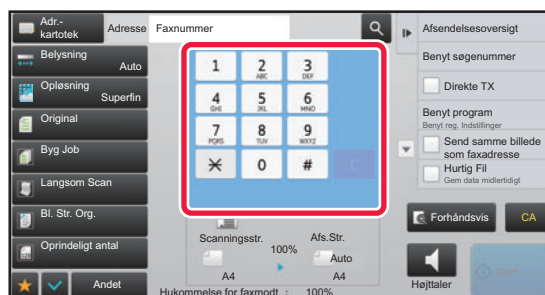 Adr.-
kartotek
Adresse
Faxnummer
Belysning
Auto
Opløsning
Superfin
Original
Byg Job
Langsom Scan
Bl. Str. Org.
Oprindeligt antal
Andet
1
2
ABC
3
DEF
4
GHI
5
JKL
6
MNO
7
PQRS
8
TUV
9
WXYZ
0
#
C
Scanningsstr.
100%
Afs.Str.
Auto
A4
A4
Hukommelse for faxmodt. : 100%
Afsendelsesoversigt
Benyt søgenummer
Direkte TX
Benyt program
Benyt reg. Indstillinger
Send samme billede
som faxadresse
Hurtig Fil
Gem data midlertidigt
Forhåndsvis
CA
Højttaler
Start